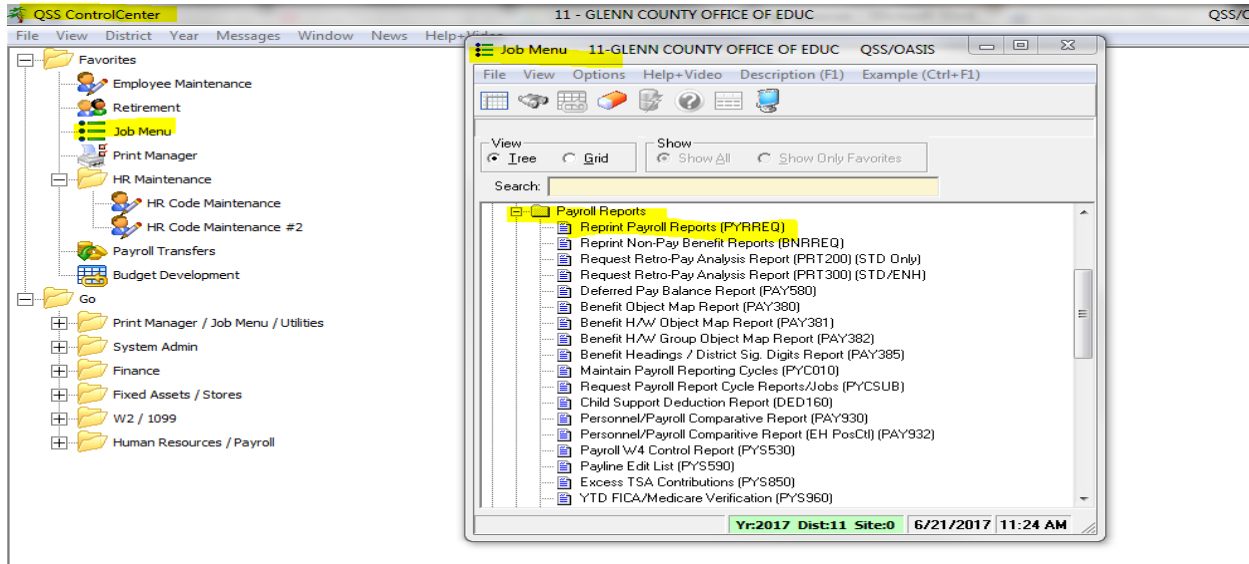 QSS ControlCenter 11 - GLENN COUNTY OFFICE OF EDUC QSS/O
File View District Year Messages Window News Help+Video
Favorites
Employee Maintenance
Retirement
Job Menu
Print Manager
HR Maintenance
HR Code Maintenance
HR Code Maintenance #2
Payroll Transfers
Budget Development
Go
Print Manager / Job Menu / Utilities
System Admin
Finance
Fixed Assets / Stores
W2 / 1099
Human Resources / Payroll
Job Menu 11-GLENN COUNTY OFFICE OF EDUC QSS/OASIS
File View Options Help+Video Description (F1) Example (Ctrl+F1)
View
Tree Grid
Show
Show All Show Only Favorites
Search:
Payroll Reports
Reprint Payroll Reports (PYRREQ)
Reprint Non-Pay Benefit Reports (BNRREQ)
Request Retro-Pay Analysis Report (PRT200) (STD Only)
Request Retro-Pay Analysis Report (PRT300) (STD/ENH)
Deferred Pay Balance Report (PAY580)
Benefit Object Map Report (PAY380)
Benefit H/W Object Map Report (PAY381)
Benefit H/W Group Object Map Report (PAY382)
Benefit Headings / District Sig. Digits Report (PAY385)
Maintain Payroll Reporting Cycles (PYC010)
Request Payroll Report Cycle Reports/Jobs (PYCSUB)
Child Support Deduction Report (DED160)
Personnel/Payroll Comparative Report (PAY930)
Personnel/Payroll Comparitive Report (EH PosCtl) (PAY932)
Payroll W4 Control Report (PYS530)
Payline Edit List (PYS590)
Excess TSA Contributions (PYS850)
YTD FICA/Medicare Verification (PYS960)
Yr:2017 Dist:11 Site:0 6/21/2017 11:24 AM